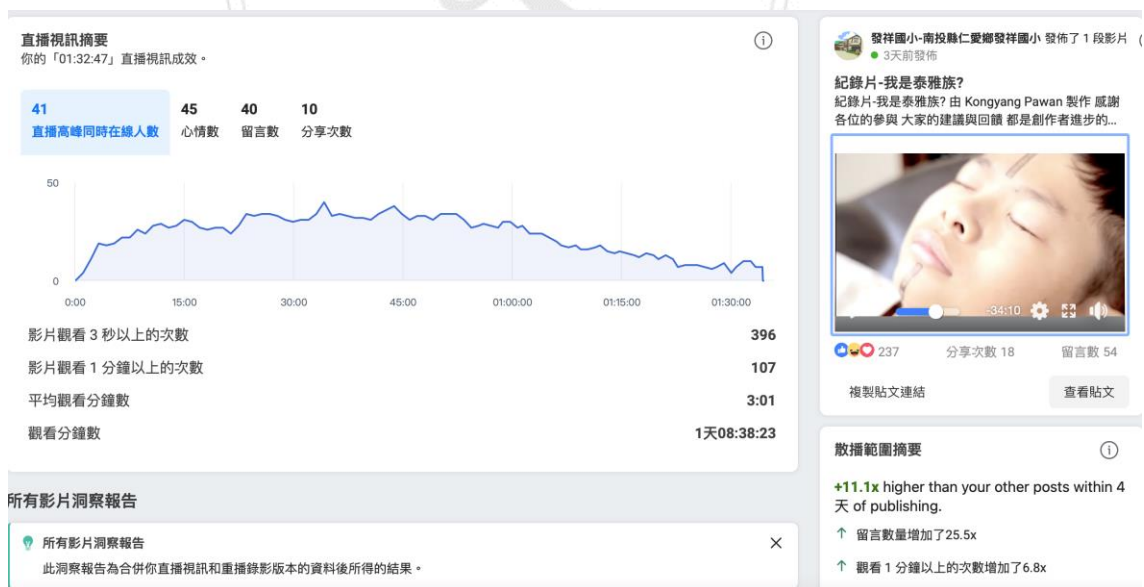 直播視訊摘要
你的「01:32:47」直播視訊成效。
41
直播高峰同時在線人數
45
心情數
40
留言數
10
分享次數
50
0
0:00
15:00
30:00
45:00
01:00:00
01:15:00
01:30:00
影片觀看 3 秒以上的次數
396
影片觀看 1 分鐘以上的次數
107
平均觀看分鐘數
3:01
觀看分鐘數
1天08:38:23
所有影片洞察報告
所有影片洞察報告
此洞察報告為合併你直播視訊和重播錄影版本的資料後所得的結果。
發祥國小-南投縣仁愛鄉發祥國小 發佈了 1 段影片
3天前發佈
紀錄片-我是泰雅族?
紀錄片-我是泰雅族? 由 Kongyang Pawan 製作 感謝
各位的參與 大家的建議與回饋 都是創作者進步的...
-34:10
237
分享次數 18
留言數 54
複製貼文連結
查看貼文
散播範圍摘要
+11.1x higher than your other posts within 4
天 of publishing.
留言數量增加了25.5x
觀看 1 分鐘以上的次數增加了6.8x